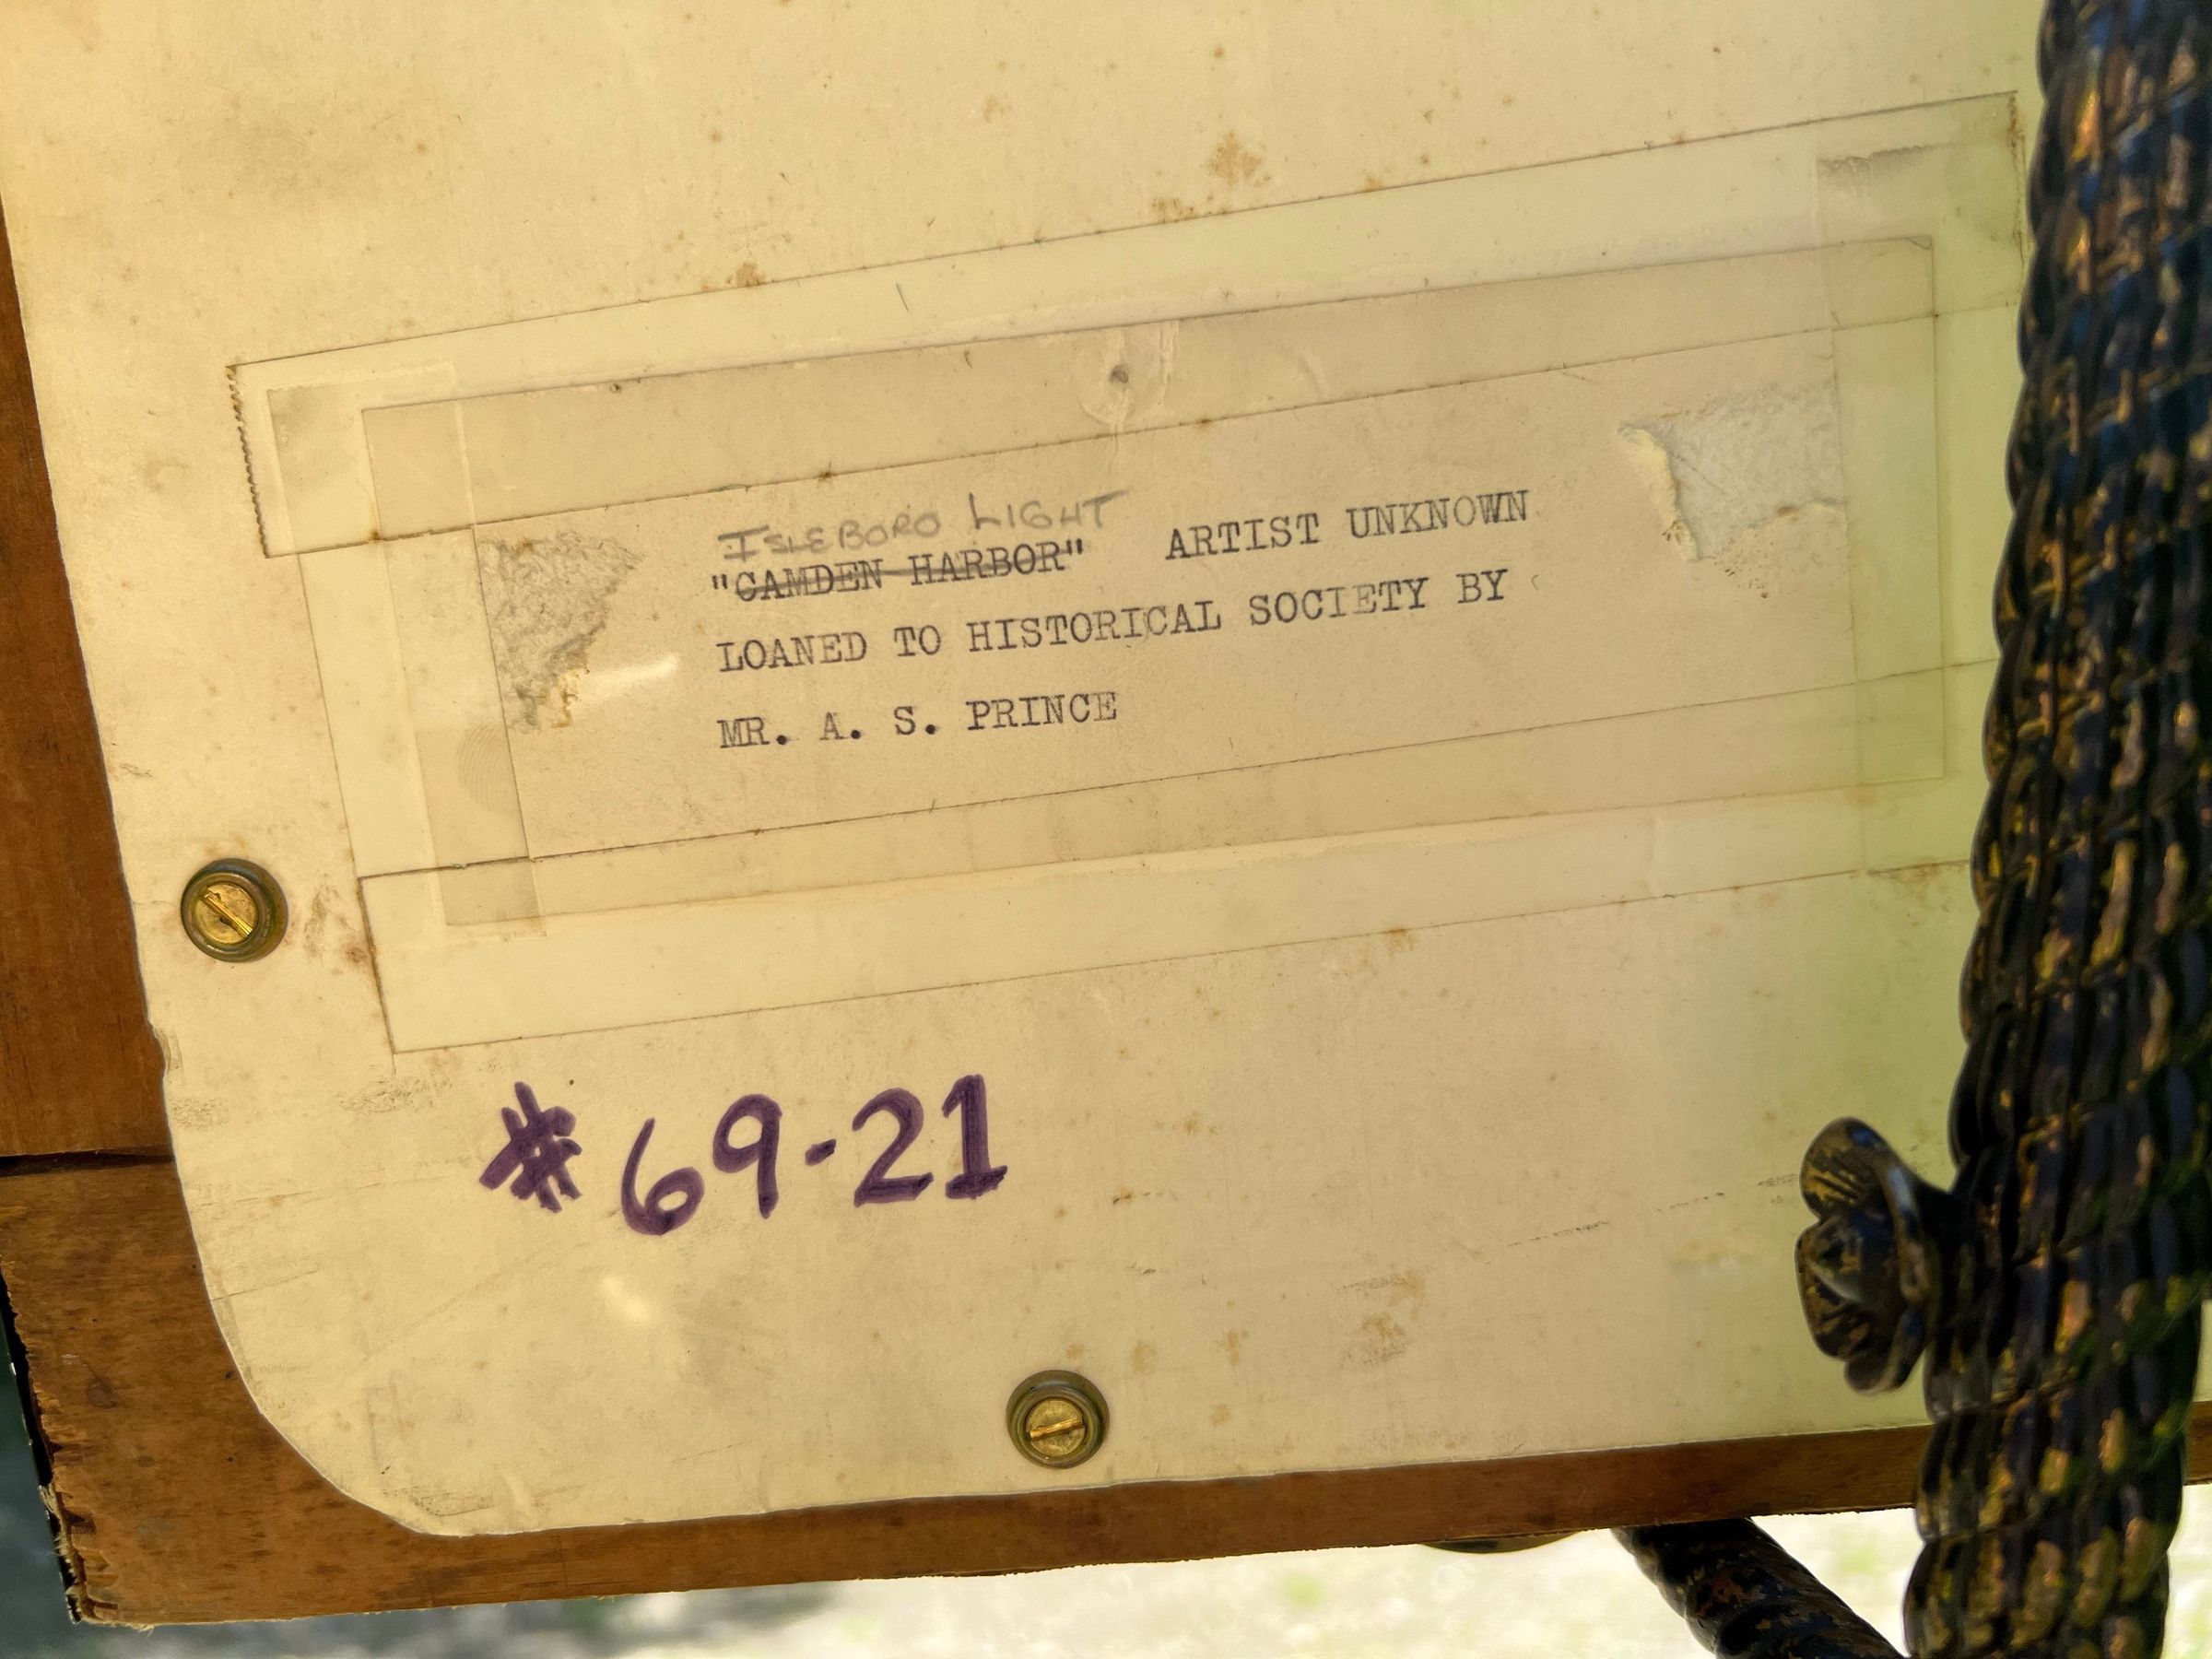 ISLEBORO LIGHT
"CAMDEN HARBOR" ARTIST UNKNOWN
LOANED TO HISTORICAL SOCIETY BY
MR. A. S. PRINCE
#69-21